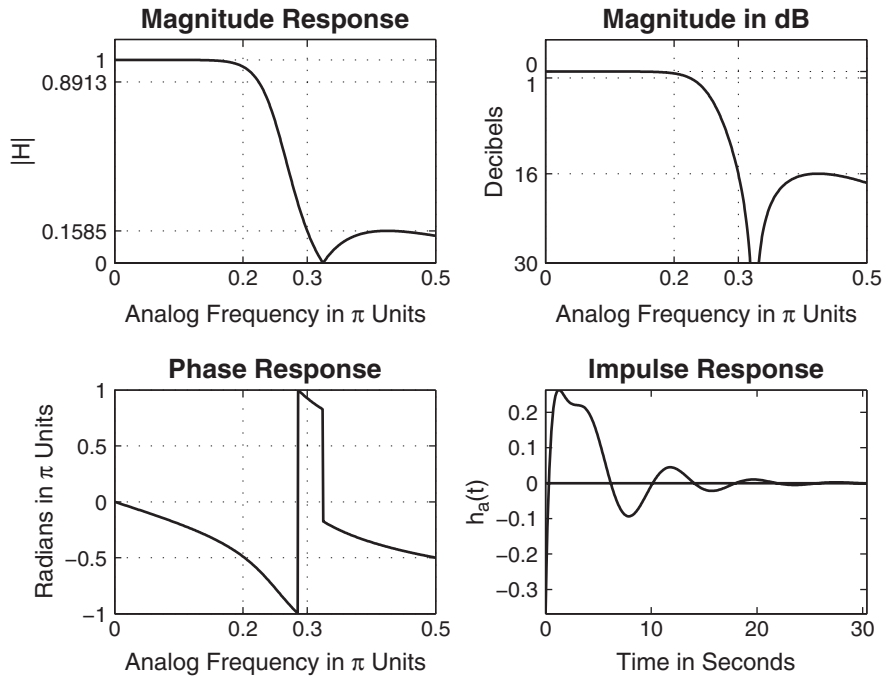 Magnitude Response
1
0.8913
0.1585
0
|H|
0
0.2
0.3
0.5
Analog Frequency in π Units
Magnitude in dB
0
1
16
30
Decibels
0
0.2
0.3
0.5
Analog Frequency in π Units
Phase Response
1
0.5
0
−0.5
−1
Radians in π Units
0
0.2
0.3
0.5
Analog Frequency in π Units
Impulse Response
0.2
0.1
0
−0.1
−0.2
−0.3
ha(t)
0
10
20
30
Time in Seconds